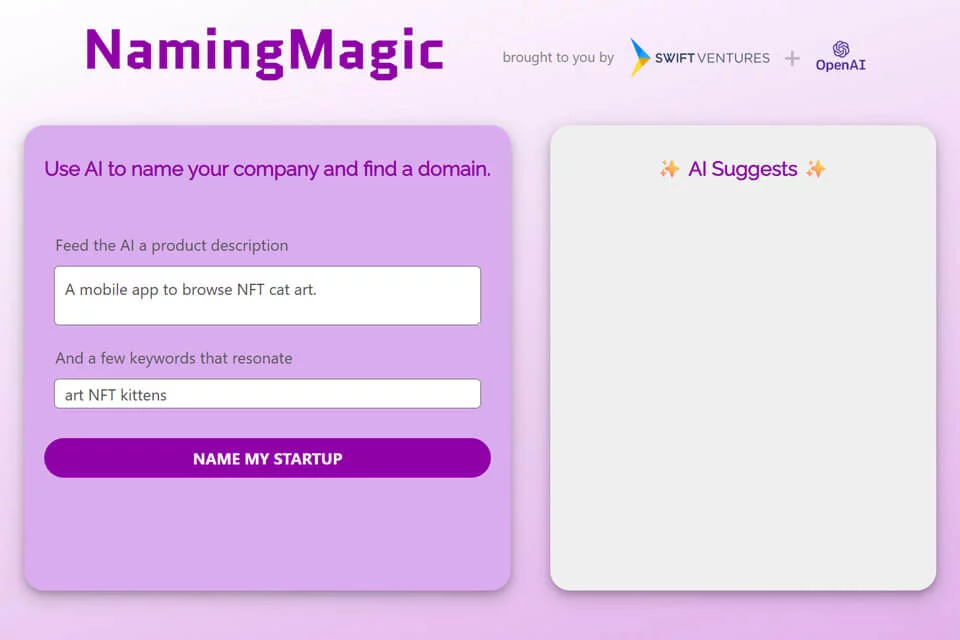 NamingMagic
brought to you by
SWIFTVENTURES
+
OpenAI
Use AI to name your company and find a domain.
Feed the AI a product description
A mobile app to browse NFT cat art.
And a few keywords that resonate
art NFT kittens
NAME MY STARTUP
✨ AI Suggests ✨